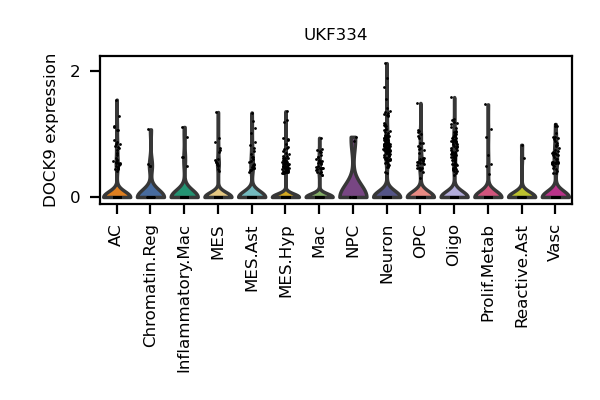 UKF334
DOCK9 expression
2
0
AC
Chromatin.Reg
Inflammatory.Mac
MES
MES.Ast
MES.Hyp
Mac
NPC
Neuron
OPC
Oligo
Prolif.Metab
Reactive.Ast
Vasc